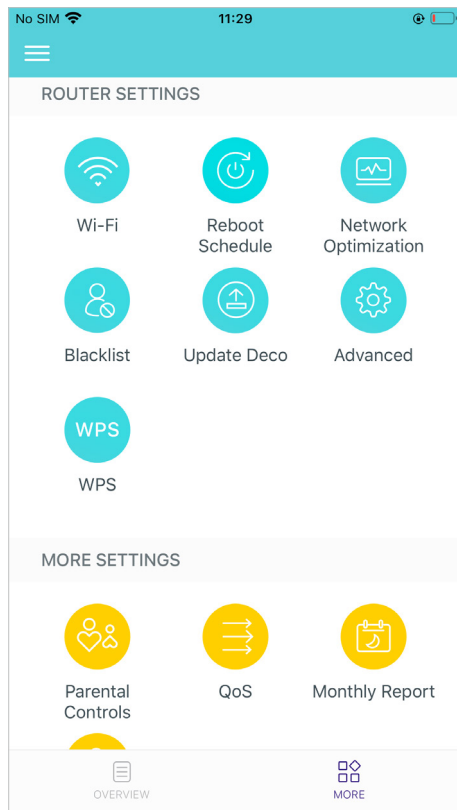 No SIM 11:29
ROUTER SETTINGS
Wi-Fi
Reboot
Schedule
Network
Optimization
Blacklist
Update Deco
Advanced
WPS
WPS
MORE SETTINGS
Parental
Controls
QoS
Monthly Report
OVERVIEW
MORE